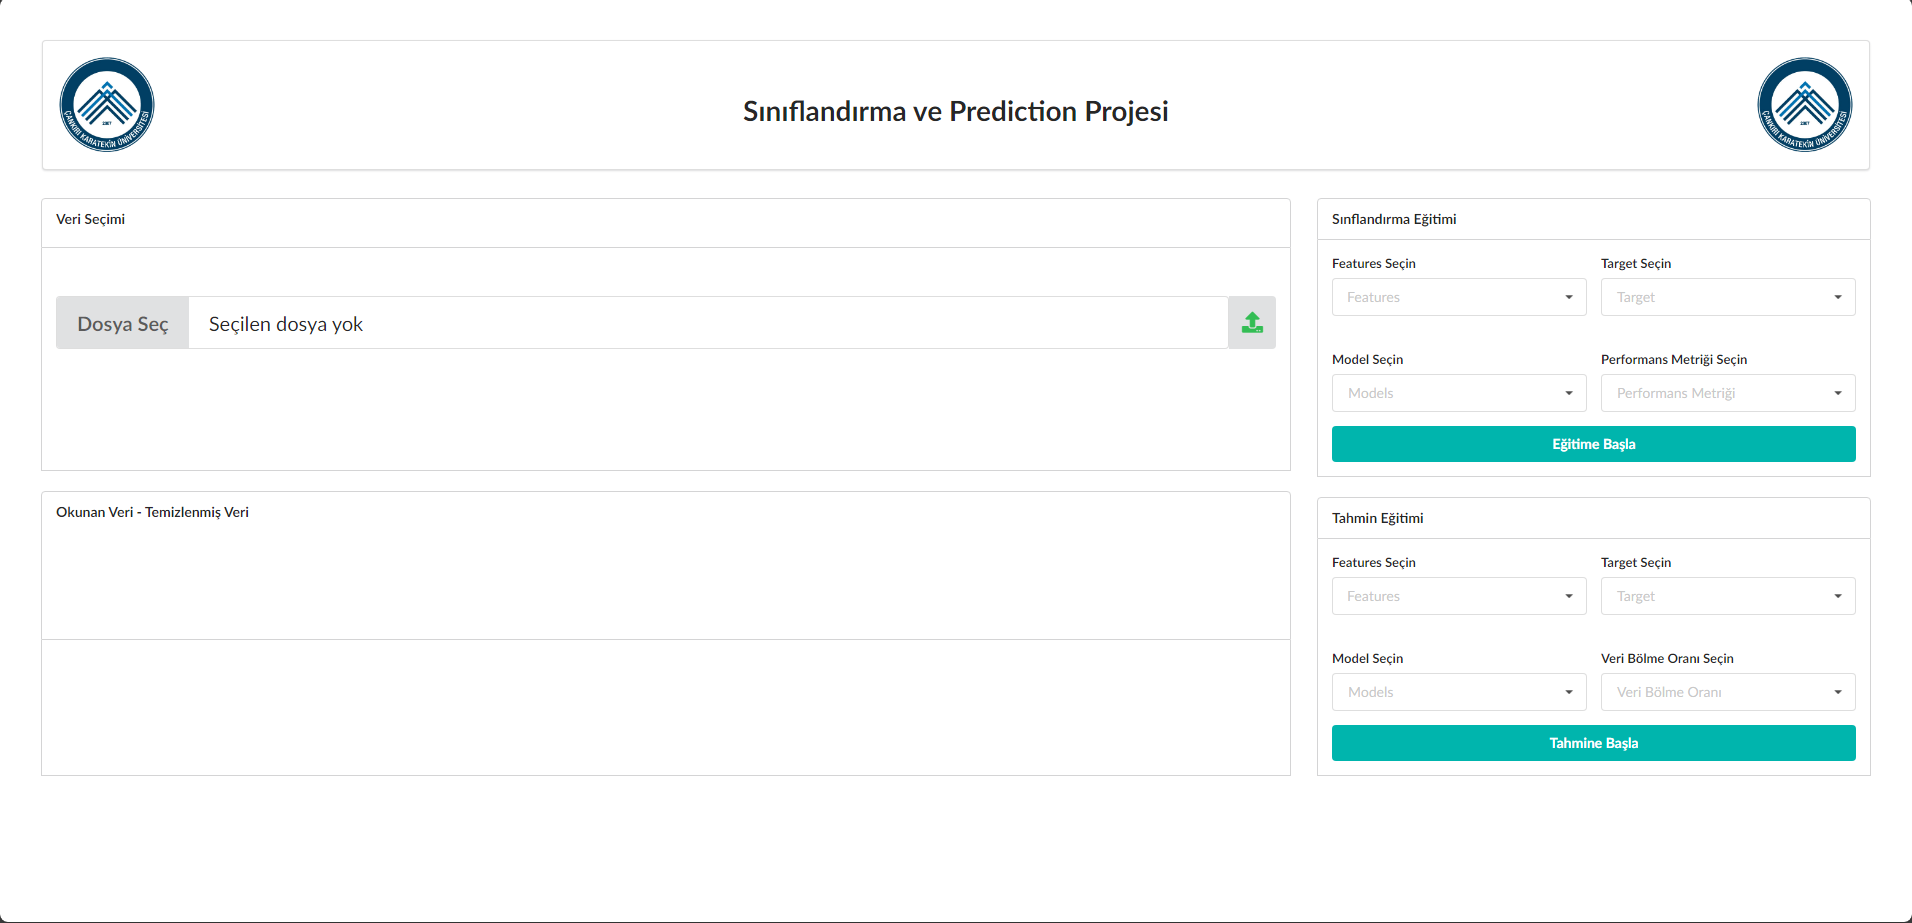 ÇANKIRI KARATEKİN ÜNİVERSİTESİ
2007
Sınıflandırma ve Prediction Projesi
ÇANKIRI KARATEKİN ÜNİVERSİTESİ
2007
Veri Seçimi
Dosya Seç Seçilen dosya yok
Okunan Veri - Temizlenmiş Veri
Sınflandırma Eğitimi
Features Seçin Target Seçin
Features Target
Model Seçin Performans Metriği Seçin
Models Performans Metriği
Eğitime Başla
Tahmin Eğitimi
Features Seçin Target Seçin
Features Target
Model Seçin Veri Bölme Oranı Seçin
Models Veri Bölme Oranı
Tahmine Başla